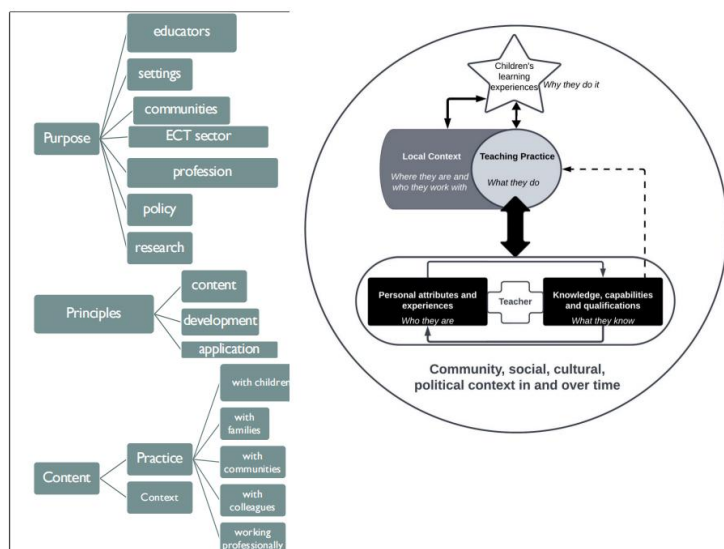 educators
settings
communities
Purpose
ECT sector
profession
policy
research
content
Principles
development
application
with children
with
families
Practice
with
communities
Content
Context
with
colleagues
working
professionally
Children's
learning
experiences
Why they do it
Local Context
Where they are and
who they work with
Teaching Practice
What they do
Personal attributes and
experiences
Who they are
Teacher
Knowledge, capabilities
and qualifications
What they know
Community, social, cultural,
political context in and over time